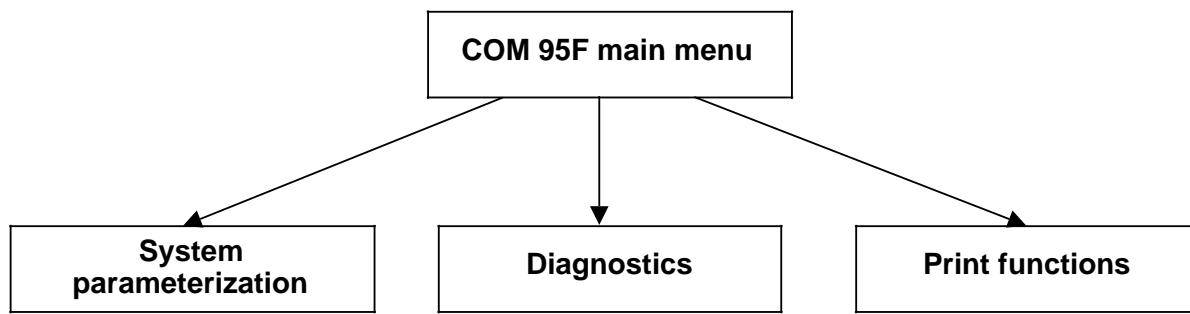 COM 95F main menu
System
parameterization
Diagnostics
Print functions